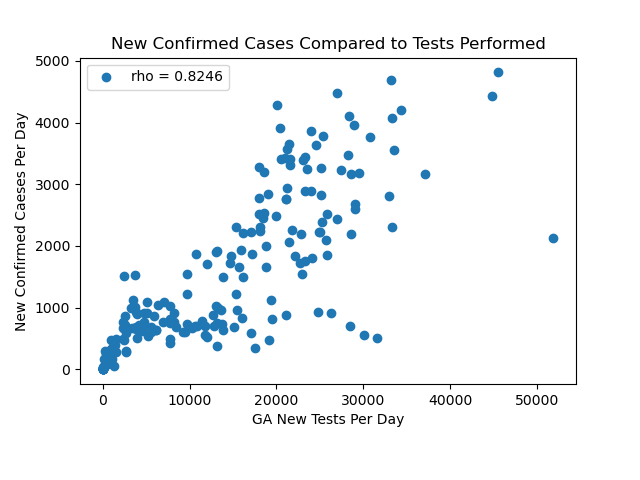 New Confirmed Cases Compared to Tests Performed
rho = 0.8246
5000
4000
3000
2000
1000
0
New Confirmed Caeses Per Day
0 10000 20000 30000 40000 50000
GA New Tests Per Day